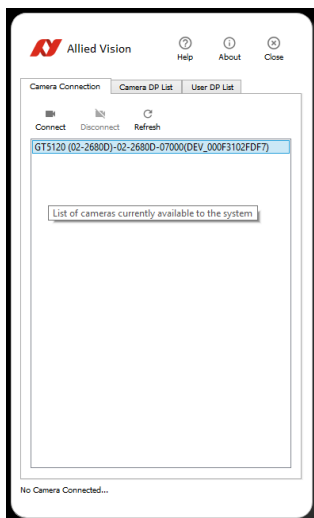 Allied Vision
Help About Close
Camera Connection Camera DP List User DP List
Connect Disconnect Refresh
GT5120 (02-2680D)-02-2680D-07000(DEV_000F3102FDF7)
List of cameras currently available to the system
No Camera Connected...